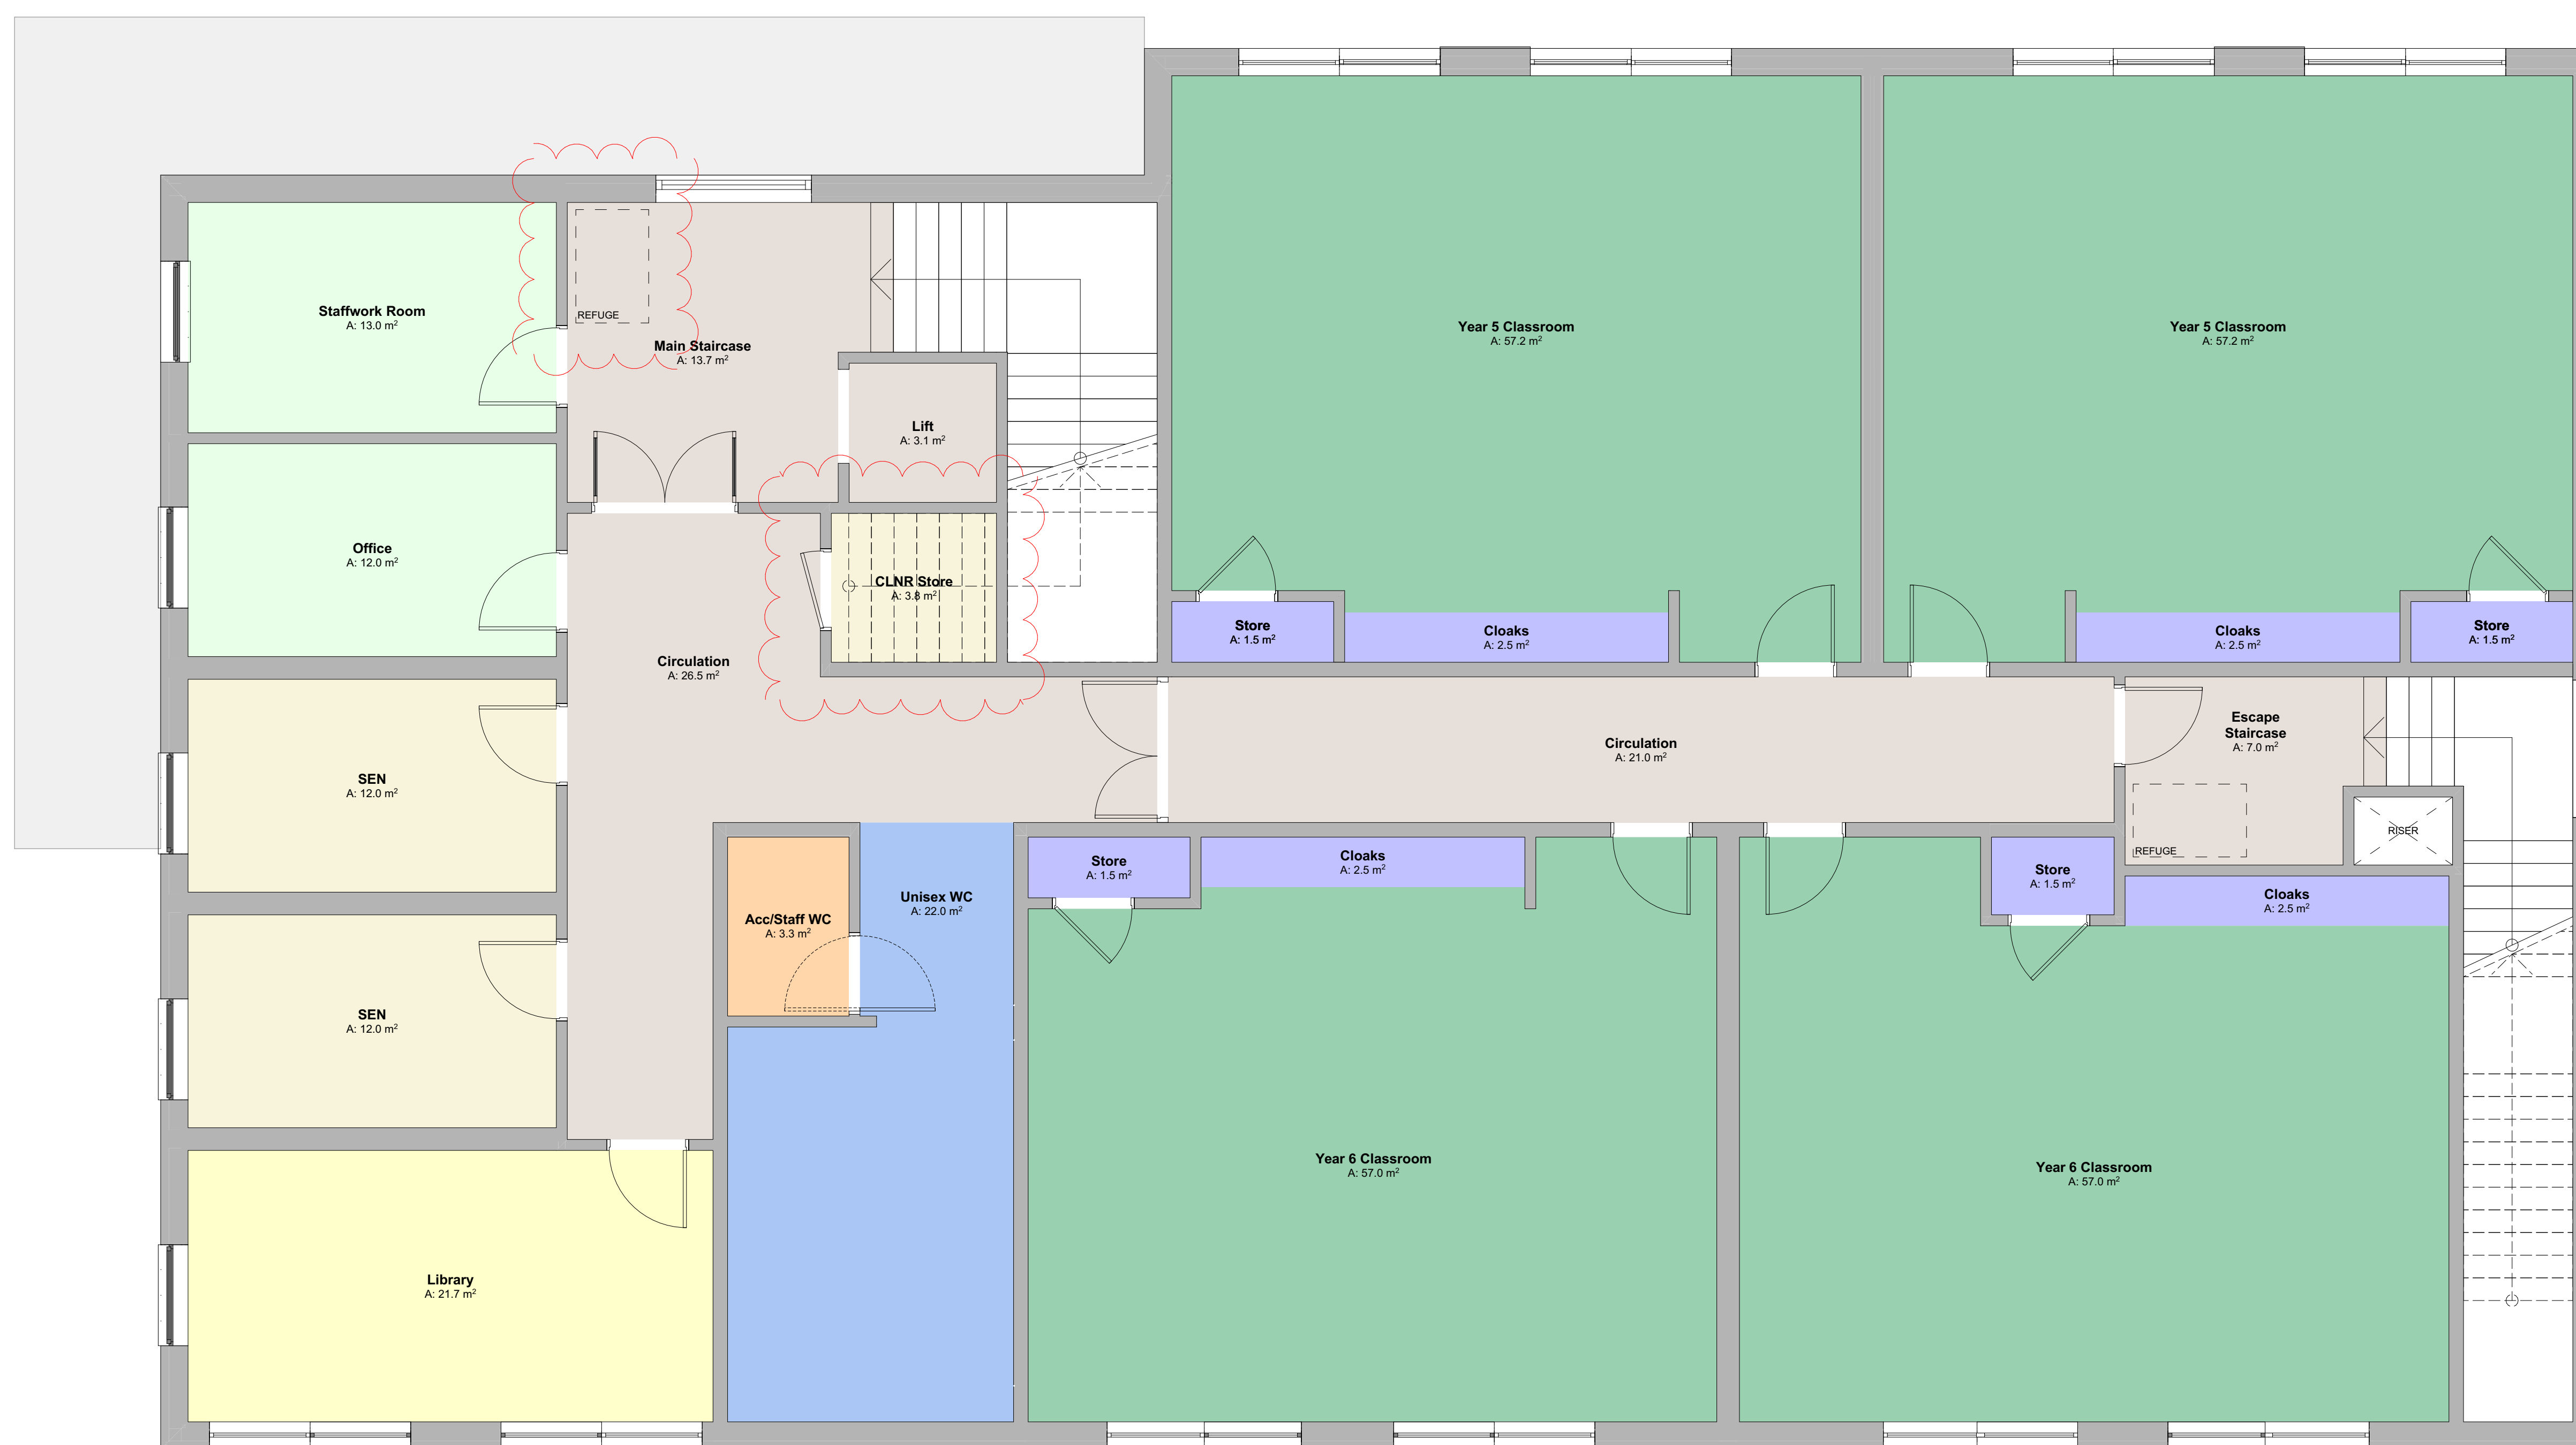 Staffwork Room
A: 13.0 m²
REFUGE
Main Staircase
A: 13.7 m²
Year 5 Classroom
A: 57.2 m²
Year 5 Classroom
A: 57.2 m²
Lift
A: 3.1 m²
Office
A: 12.0 m²
CLNR Store
A: 3.8 m²
Store
A: 1.5 m²
Cloaks
A: 2.5 m²
Cloaks
A: 2.5 m²
Store
A: 1.5 m²
Circulation
A: 26.5 m²
Circulation
A: 21.0 m²
Escape
Staircase
A: 7.0 m²
SEN
A: 12.0 m²
RISER
REFUGE
Store
A: 1.5 m²
Cloaks
A: 2.5 m²
Store
A: 1.5 m²
Cloaks
A: 2.5 m²
Acc/Staff WC
A: 3.3 m²
Unisex WC
A: 22.0 m²
SEN
A: 12.0 m²
Year 6 Classroom
A: 57.0 m²
Year 6 Classroom
A: 57.0 m²
Library
A: 21.7 m²